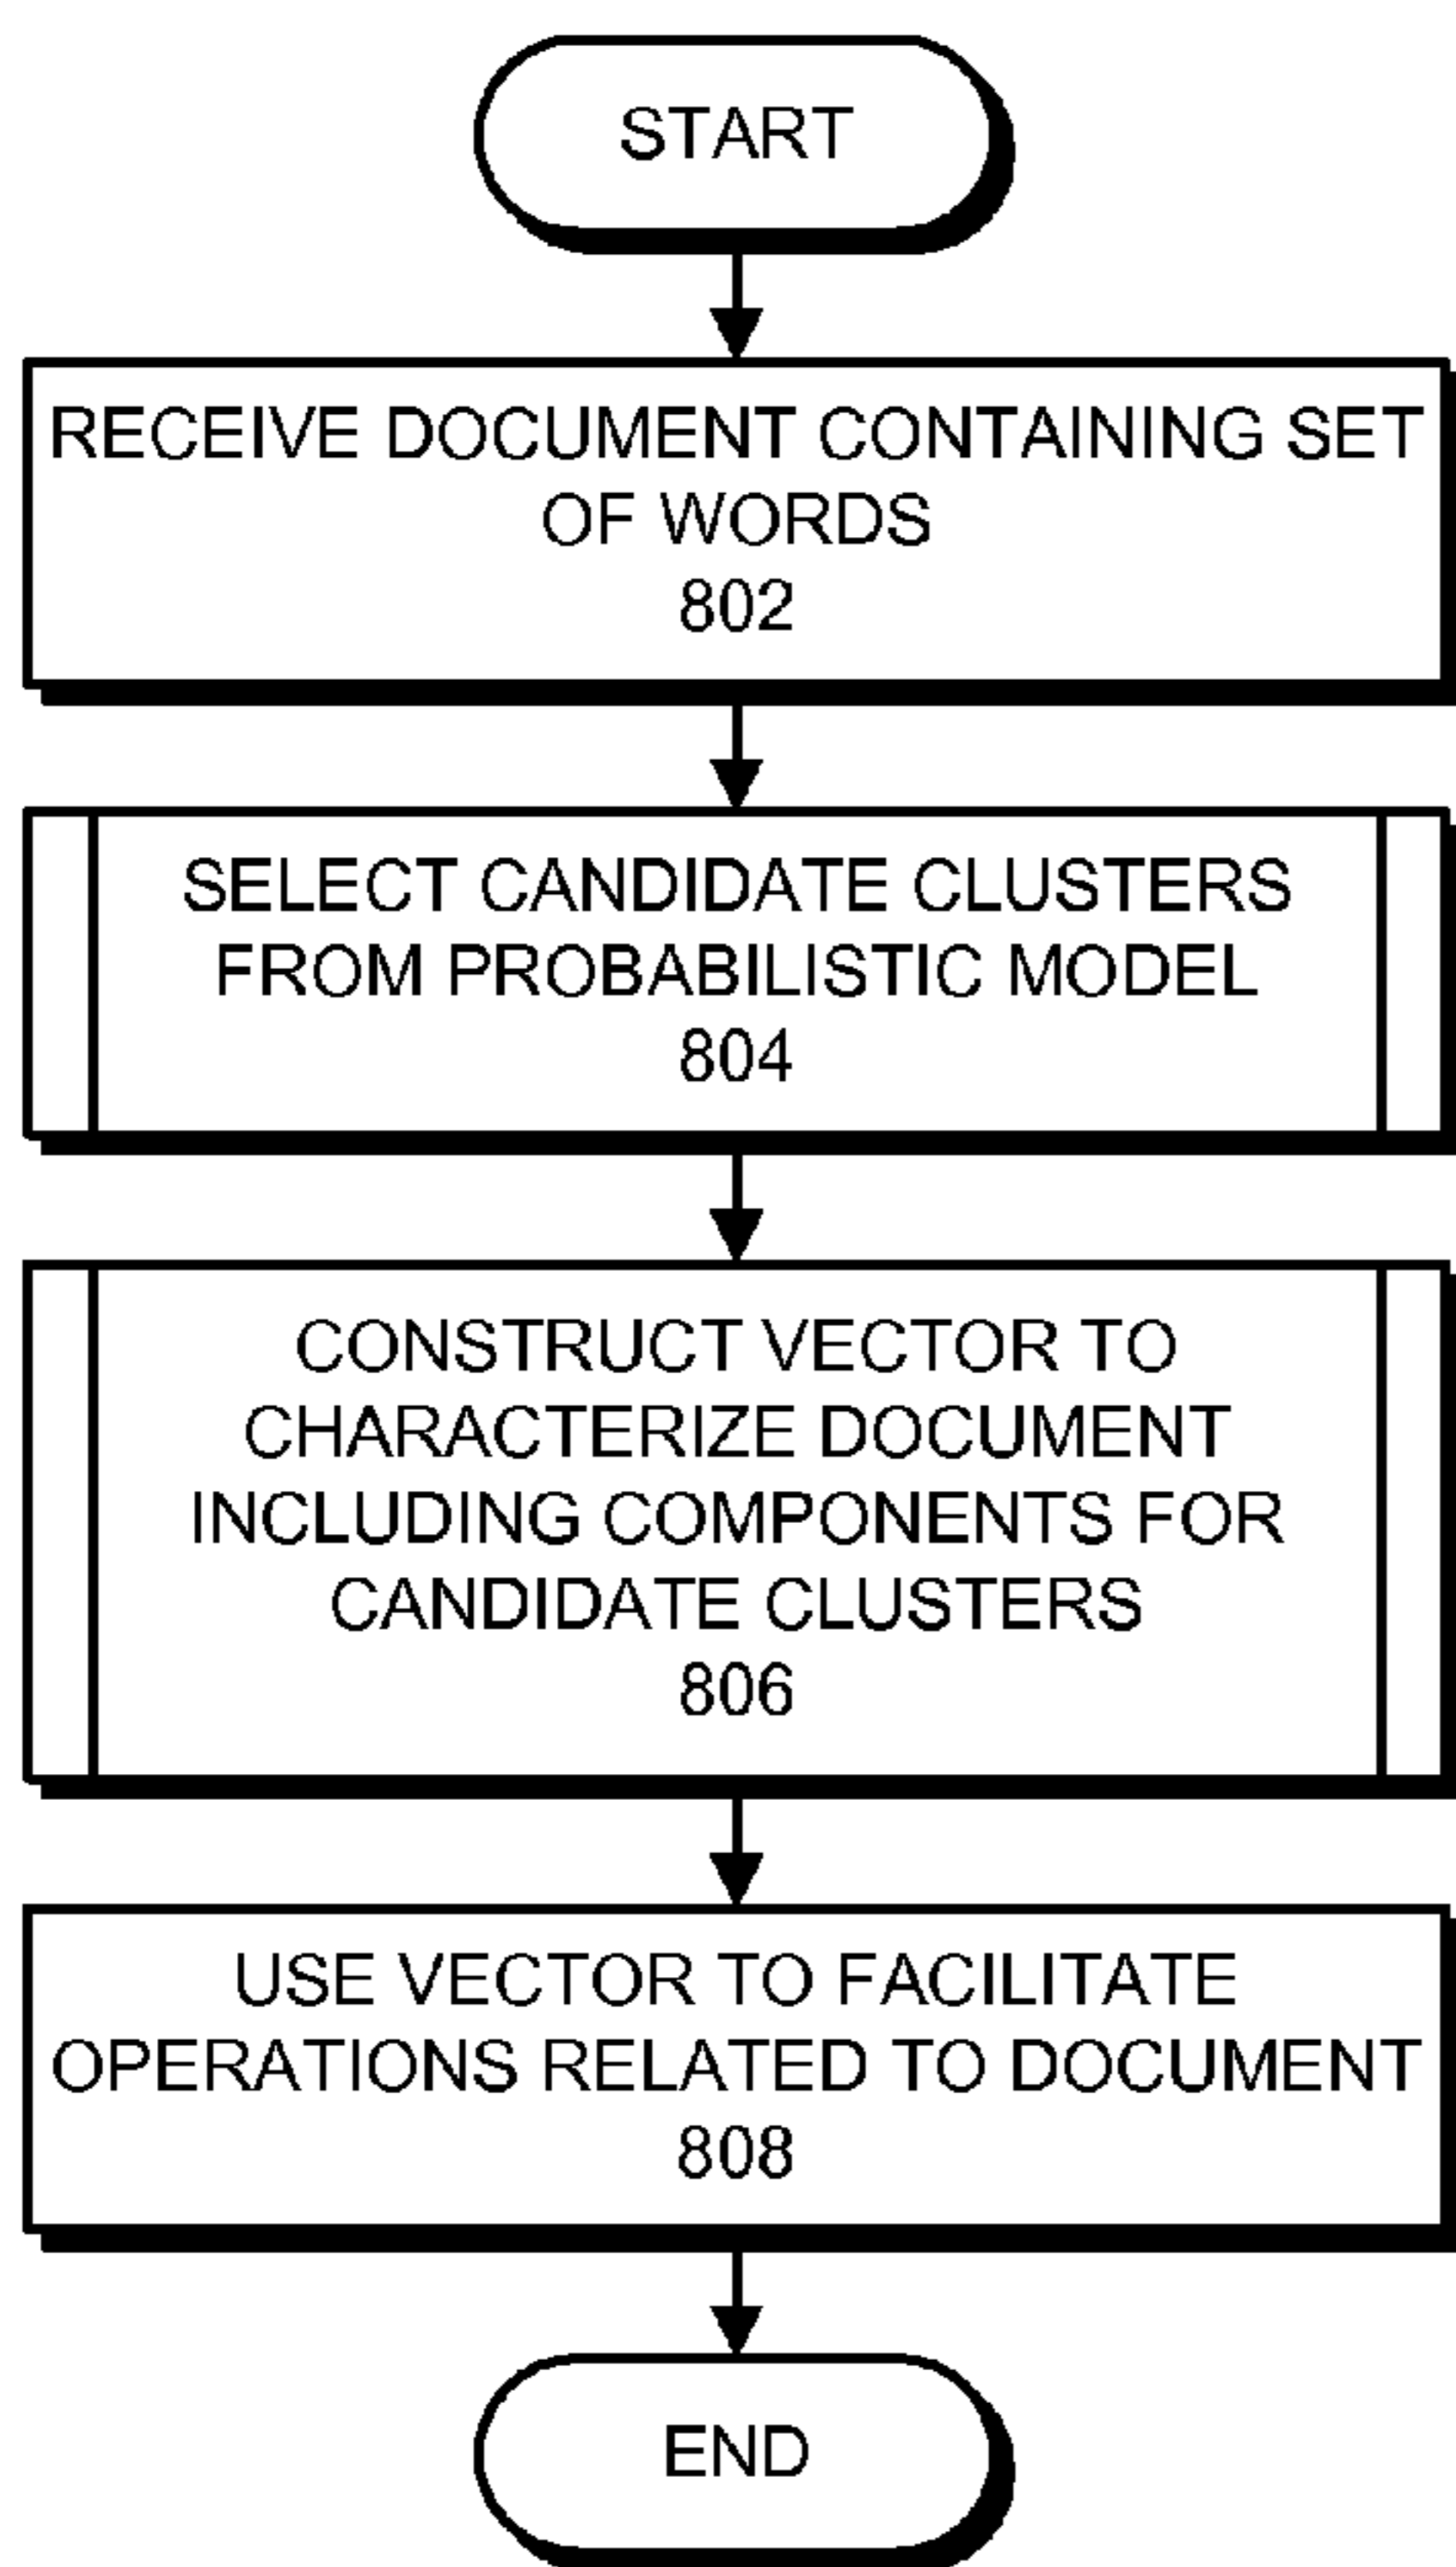 START
RECEIVE DOCUMENT CONTAINING SET
OF WORDS
802
SELECT CANDIDATE CLUSTERS
FROM PROBABILISTIC MODEL
804
CONSTRUCT VECTOR TO
CHARACTERIZE DOCUMENT
INCLUDING COMPONENTS FOR
CANDIDATE CLUSTERS
806
USE VECTOR TO FACILITATE
OPERATIONS RELATED TO DOCUMENT
808
END